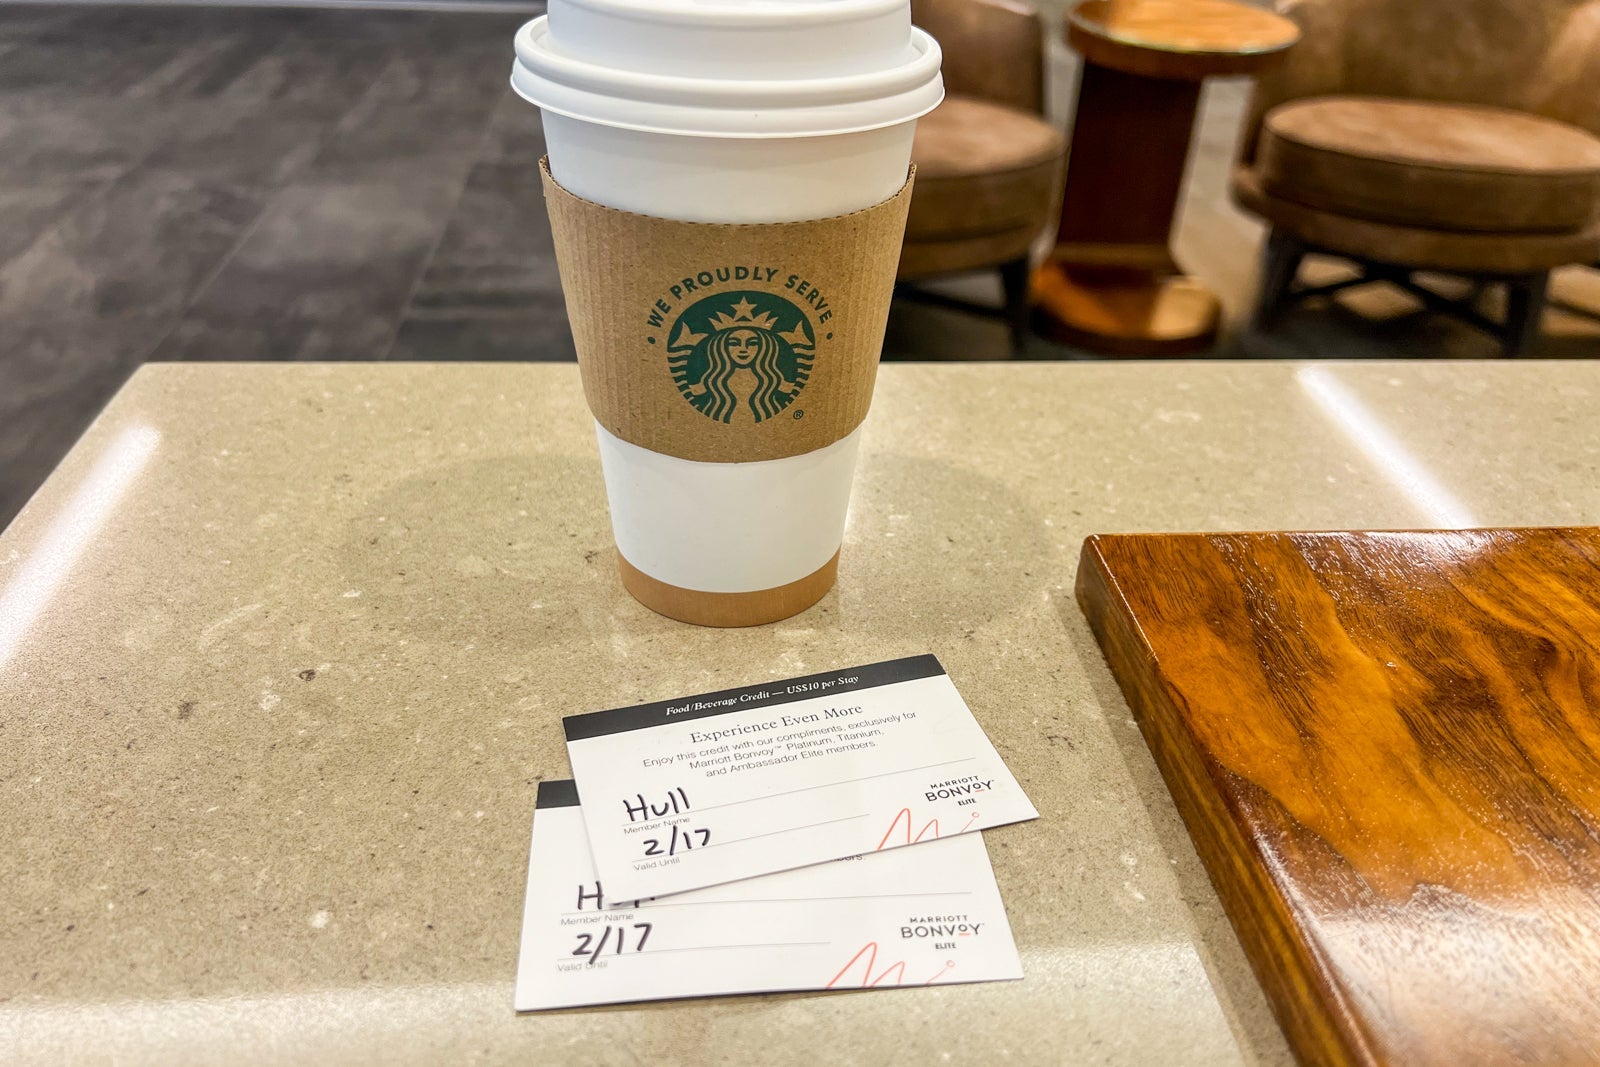 WE PROUDLY SERVE
®
Food/Beverage Credit — US$10 per Stay
Experience Even More
Enjoy this credit with our compliments, exclusively for
Marriott Bonvoy™ Platinum, Titanium,
and Ambassador Elite members.
Hull
Member Name
2/17
Valid Until
MARRIOTT
BONVOY™
ELITE
Member Name
2/17
Valid Until
MARRIOTT
BONVOY™
ELITE